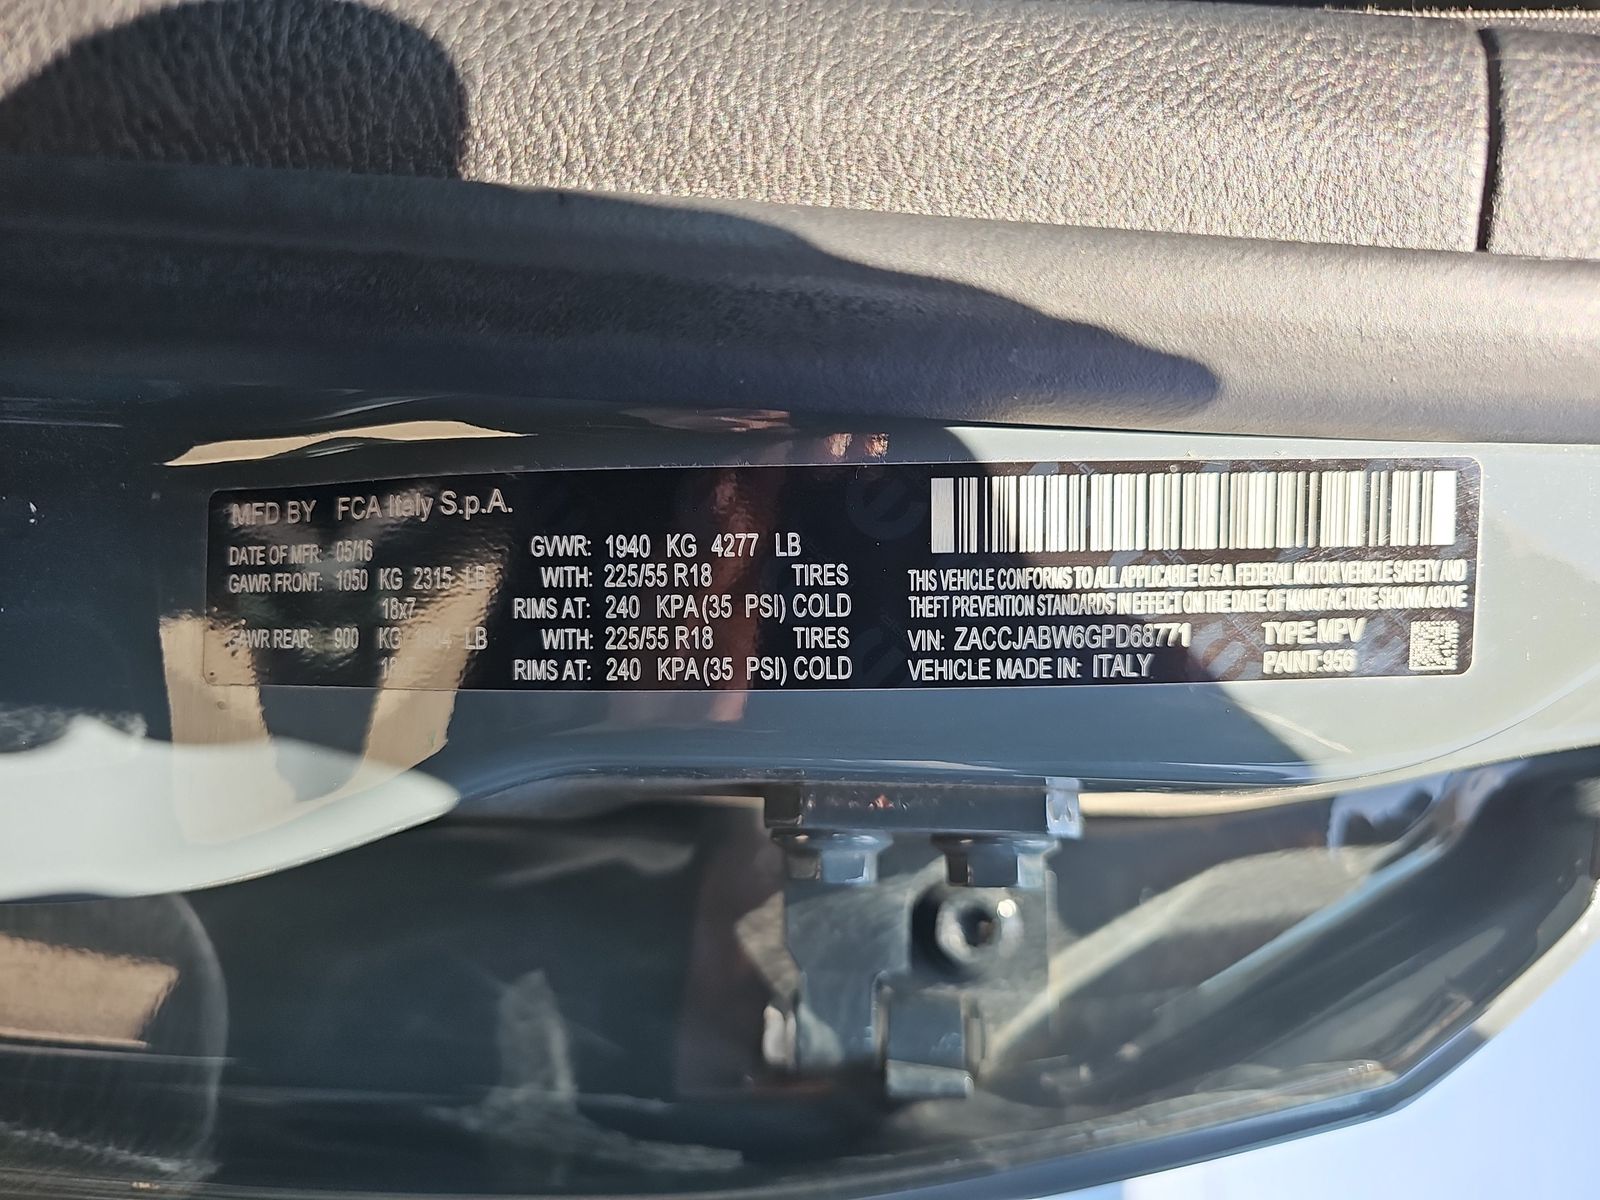 MFD BY FCA Italy S.p.A.
DATE OF MFR: 05/16 GVWR: 1940 KG 4277 LB
GAWR FRONT: 1050 KG 2315 LB WITH: 225/55 R18 TIRES
18x7 RIMS AT: 240 KPA (35 PSI) COLD
GAWR REAR: 900 KG 1984 LB WITH: 225/55 R18 TIRES
RIMS AT: 240 KPA (35 PSI) COLD
THIS VEHICLE CONFORMS TO ALL APPLICABLE U.S.A. FEDERAL MOTOR VEHICLE SAFETY AND
THEFT PREVENTION STANDARDS IN EFFECT ON THE DATE OF MANUFACTURE SHOWN ABOVE
VIN: ZACCJABW6GPD68771 TYPE:MPV
VEHICLE MADE IN: ITALY PAINT:956